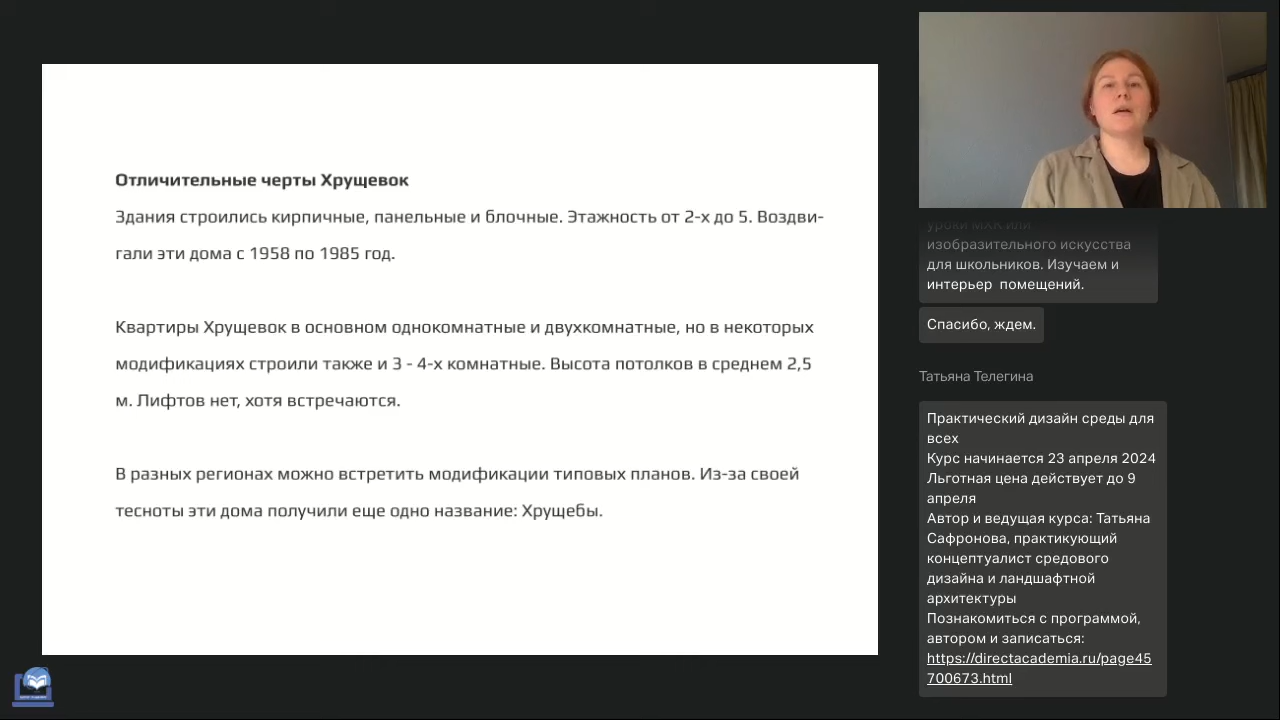 Отличительные черты Хрущевок
Здания строились кирпичные, панельные и блочные. Этажность от 2-х до 5. Воздви-
гали эти дома с 1958 по 1985 год.
Квартиры Хрущевок в основном однокомнатные и двухкомнатные, но в некоторых
модификациях строили также и 3 - 4-х комнатные. Высота потолков в среднем 2,5
м. Лифтов нет, хотя встречаются.
В разных регионах можно встретить модификации типовых планов. Из-за своей
тесноты эти дома получили еще одно название: Хрущебы.
уроки МХК или
изобразительного искусства
для школьников. Изучаем и
интерьер помещений.
Спасибо, ждем.
Татьяна Телегина
Практический дизайн среды для
всех
Курс начинается 23 апреля 2024
Льготная цена действует до 9
апреля
Автор и ведущая курса: Татьяна
Сафронова, практикующий
концептуалист средового
дизайна и ландшафтной
архитектуры
Познакомиться с программой,
автором и записаться:
https://directacademia.ru/page45
700673.html